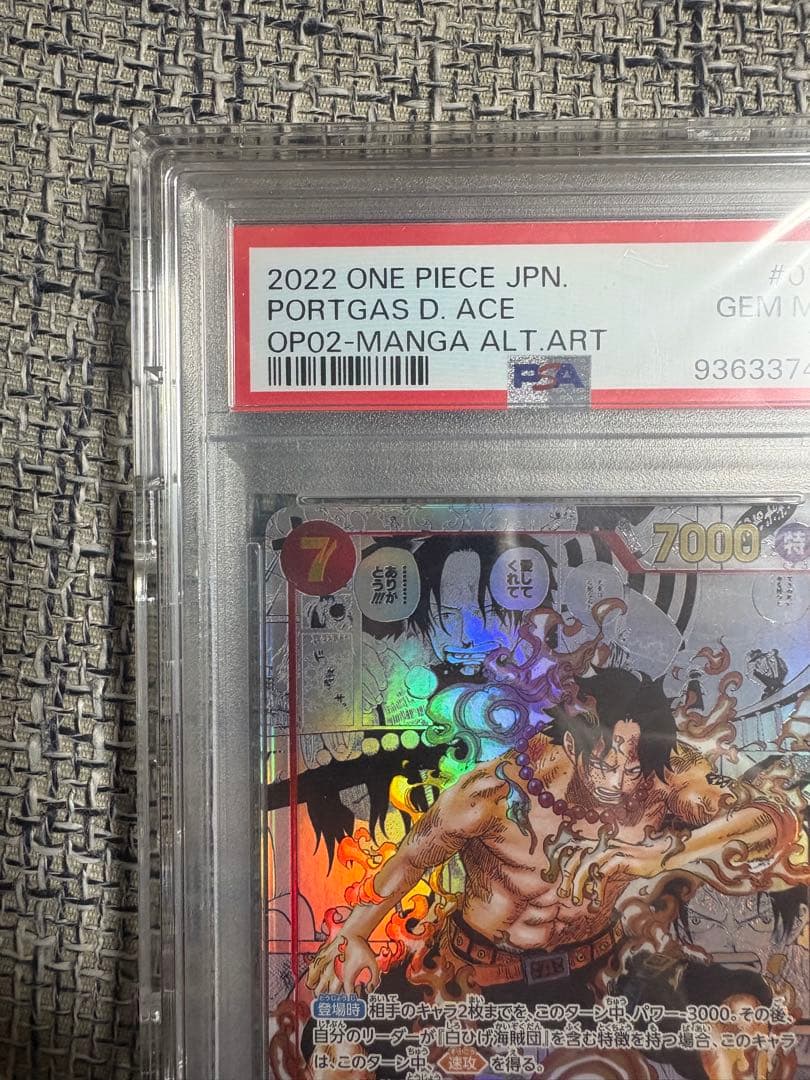 2022 ONE PIECE JPN.
PORTGAS D. ACE
GEM M
OP02-MANGA ALT.ART
PSA
9363374
7
7000
特
ありが
とう!!!
愛して
くれて
登場時 相手のキャラ2枚までを、このターン中、パワー-3000。その後、
自分のリーダーが『白ひげ海賊団』を含む特徴を持つ場合、このキャラ
は、このターン中、速攻を得る。